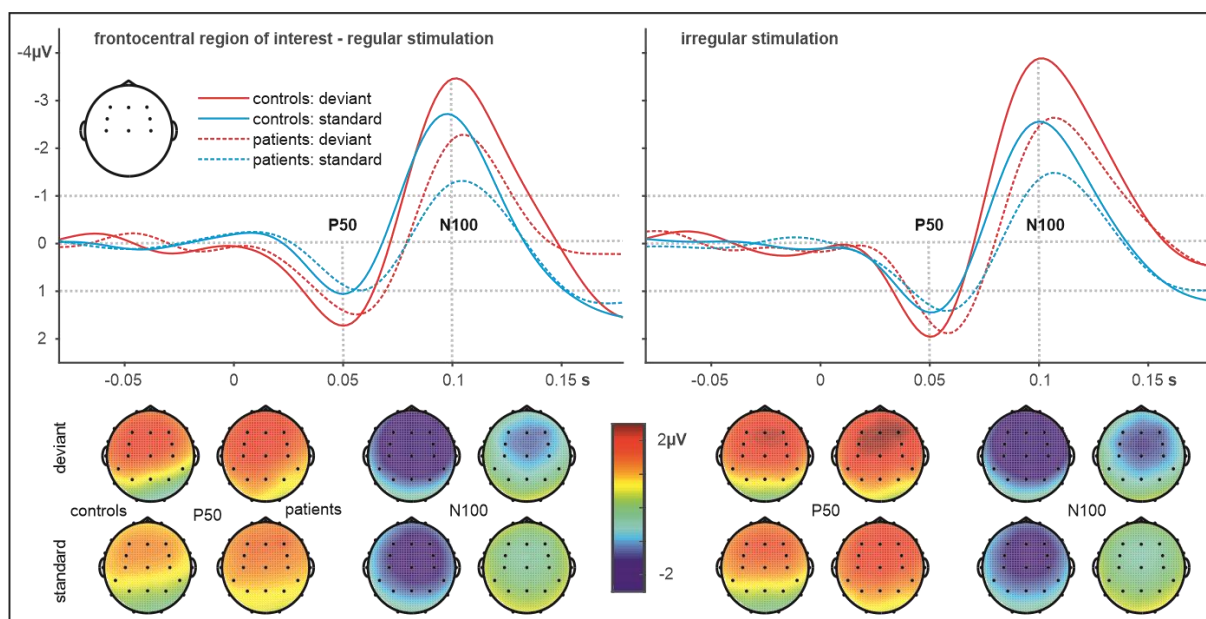 frontocentral region of interest - regular stimulation
irregular stimulation
-4µV
-3
-2
-1
0
1
2
controls: deviant
controls: standard
patients: deviant
patients: standard
P50
N100
P50
N100
-0.05
0
0.05
0.1
0.15 s
-0.05
0
0.05
0.1
0.15 s
deviant
2µV
controls
P50
patients
N100
P50
N100
standard
-2